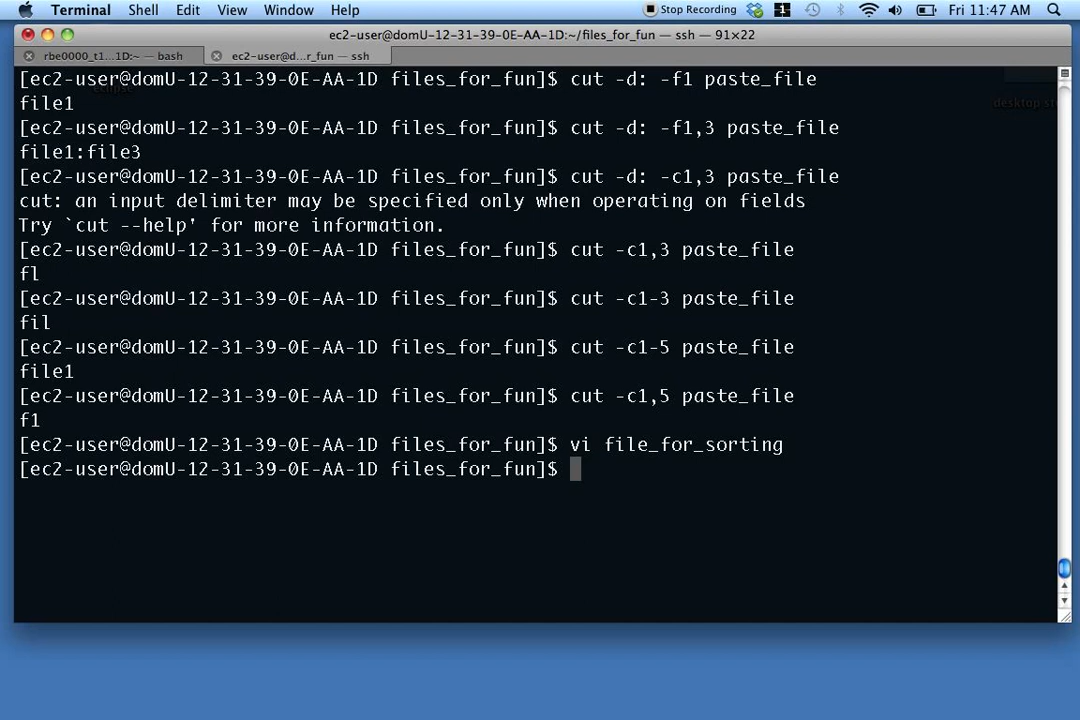 Terminal Shell Edit View Window Help Stop Recording 1 Fri 11:47 AM
ec2-user@domU-12-31-39-0E-AA-1D:~/files_for_fun — ssh — 91×22
rbe0000_t1...1D:~ — bash ec2-user@d...r_fun — ssh
[ec2-user@domU-12-31-39-0E-AA-1D files_for_fun]$ cut -d: -f1 paste_file
file1
[ec2-user@domU-12-31-39-0E-AA-1D files_for_fun]$ cut -d: -f1,3 paste_file
file1:file3
[ec2-user@domU-12-31-39-0E-AA-1D files_for_fun]$ cut -d: -c1,3 paste_file
cut: an input delimiter may be specified only when operating on fields
Try `cut --help' for more information.
[ec2-user@domU-12-31-39-0E-AA-1D files_for_fun]$ cut -c1,3 paste_file
fl
[ec2-user@domU-12-31-39-0E-AA-1D files_for_fun]$ cut -c1-3 paste_file
fil
[ec2-user@domU-12-31-39-0E-AA-1D files_for_fun]$ cut -c1-5 paste_file
file1
[ec2-user@domU-12-31-39-0E-AA-1D files_for_fun]$ cut -c1,5 paste_file
f1
[ec2-user@domU-12-31-39-0E-AA-1D files_for_fun]$ vi file_for_sorting
[ec2-user@domU-12-31-39-0E-AA-1D files_for_fun]$